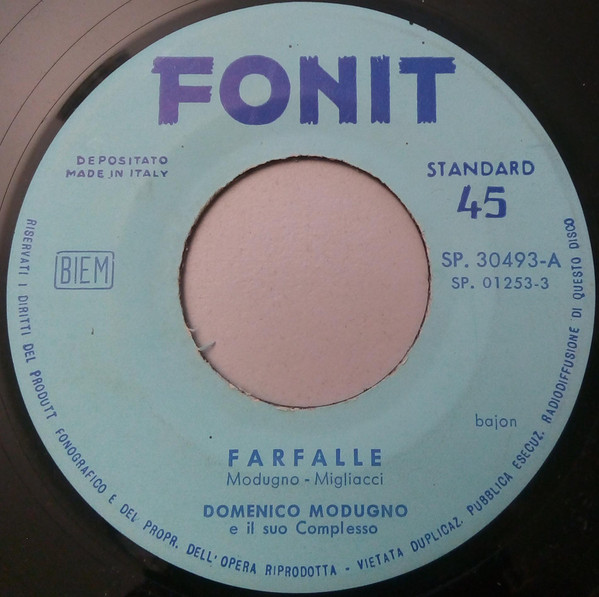 FONIT
DEPOSITATO
MADE IN ITALY
STANDARD
45
BIEM
SP. 30493-A
SP. 01253-3
bajon
FARFALLE
Modugno - Migliacci
DOMENICO MODUGNO
e il suo Complesso
RISERVATI I DIRITTI DEL PRODUTT FONOGRAFICO E DEL PROPR. DELL'OPERA RIPRODOTTA - VIETATA DUPLICAZ. PUBBLICA ESECUZ. RADIODIFFUSIONE DI QUESTO DISCO